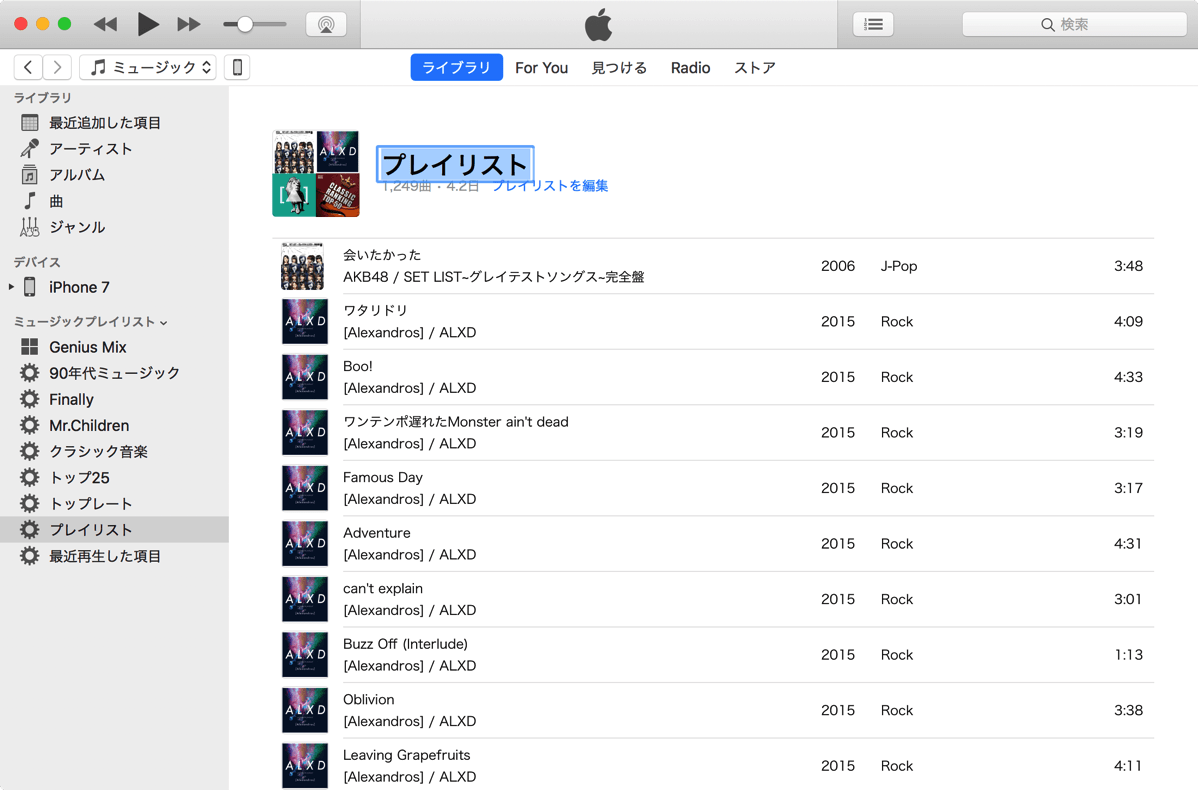 検索
ミュージック
ライブラリ For You 見つける Radio ストア
ライブラリ
最近追加した項目
アーティスト
アルバム
曲
ジャンル
デバイス
iPhone 7
ミュージックプレイリスト
Genius Mix
90年代ミュージック
Finally
Mr.Children
クラシック音楽
トップ25
トップレート
プレイリスト
最近再生した項目
ALXD
CLASSIC RANKING TOP
プレイリスト
1,249曲・4.2日 プレイリストを編集
会いたかった
AKB48 / SET LIST~グレイテストソングス~完全盤
2006 J-Pop 3:48
ALXD
ワタリドリ
[Alexandros] / ALXD
2015 Rock 4:09
ALXD
Boo!
[Alexandros] / ALXD
2015 Rock 4:33
ALXD
ワンテンポ遅れたMonster ain't dead
[Alexandros] / ALXD
2015 Rock 3:19
ALXD
Famous Day
[Alexandros] / ALXD
2015 Rock 3:17
ALXD
Adventure
[Alexandros] / ALXD
2015 Rock 4:31
ALXD
can't explain
[Alexandros] / ALXD
2015 Rock 3:01
ALXD
Buzz Off (Interlude)
[Alexandros] / ALXD
2015 Rock 1:13
ALXD
Oblivion
[Alexandros] / ALXD
2015 Rock 3:38
ALXD
Leaving Grapefruits
[Alexandros] / ALXD
2015 Rock 4:11